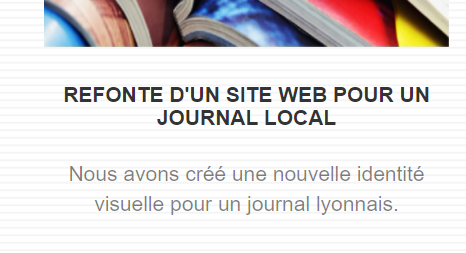 REFONTE D'UN SITE WEB POUR UN
JOURNAL LOCAL
Nous avons créé une nouvelle identité
visuelle pour un journal lyonnais.